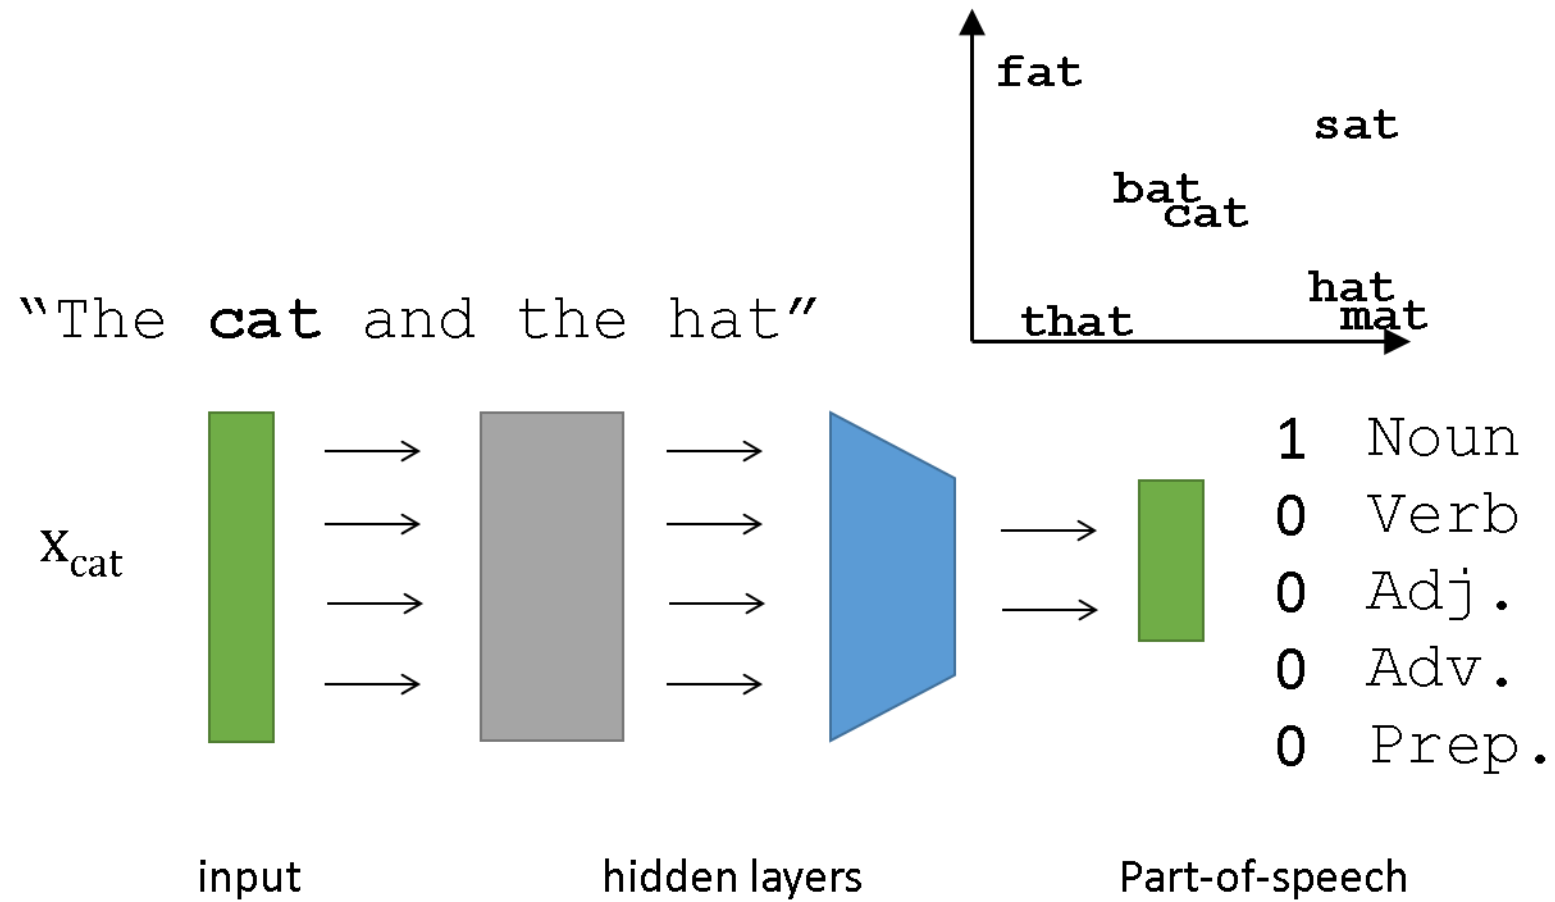 fat
sat
bat
cat
hat
mat
that
“The cat and the hat”
Xcat
1 Noun
0 Verb
0 Adj.
0 Adv.
0 Prep.
input
hidden layers
Part-of-speech